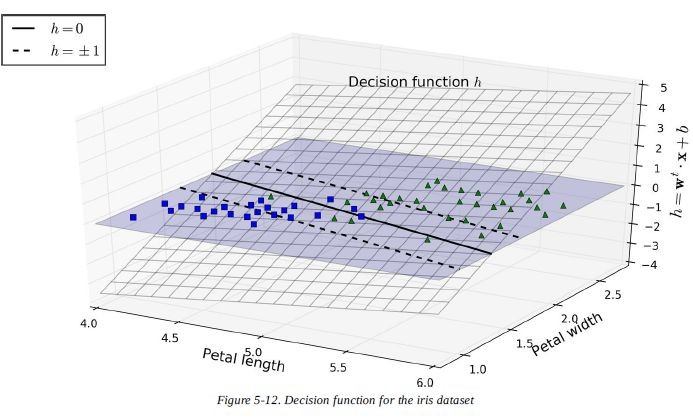 h = 0
h = ±1
Decision function h
5
4
3
2
1
0
−1
−2
−3
−4
h = wᵗ · x + b
4.0
4.5
5.0
5.5
6.0
Petal length
1.0
1.5
2.0
2.5
Petal width
Figure 5-12. Decision function for the iris dataset